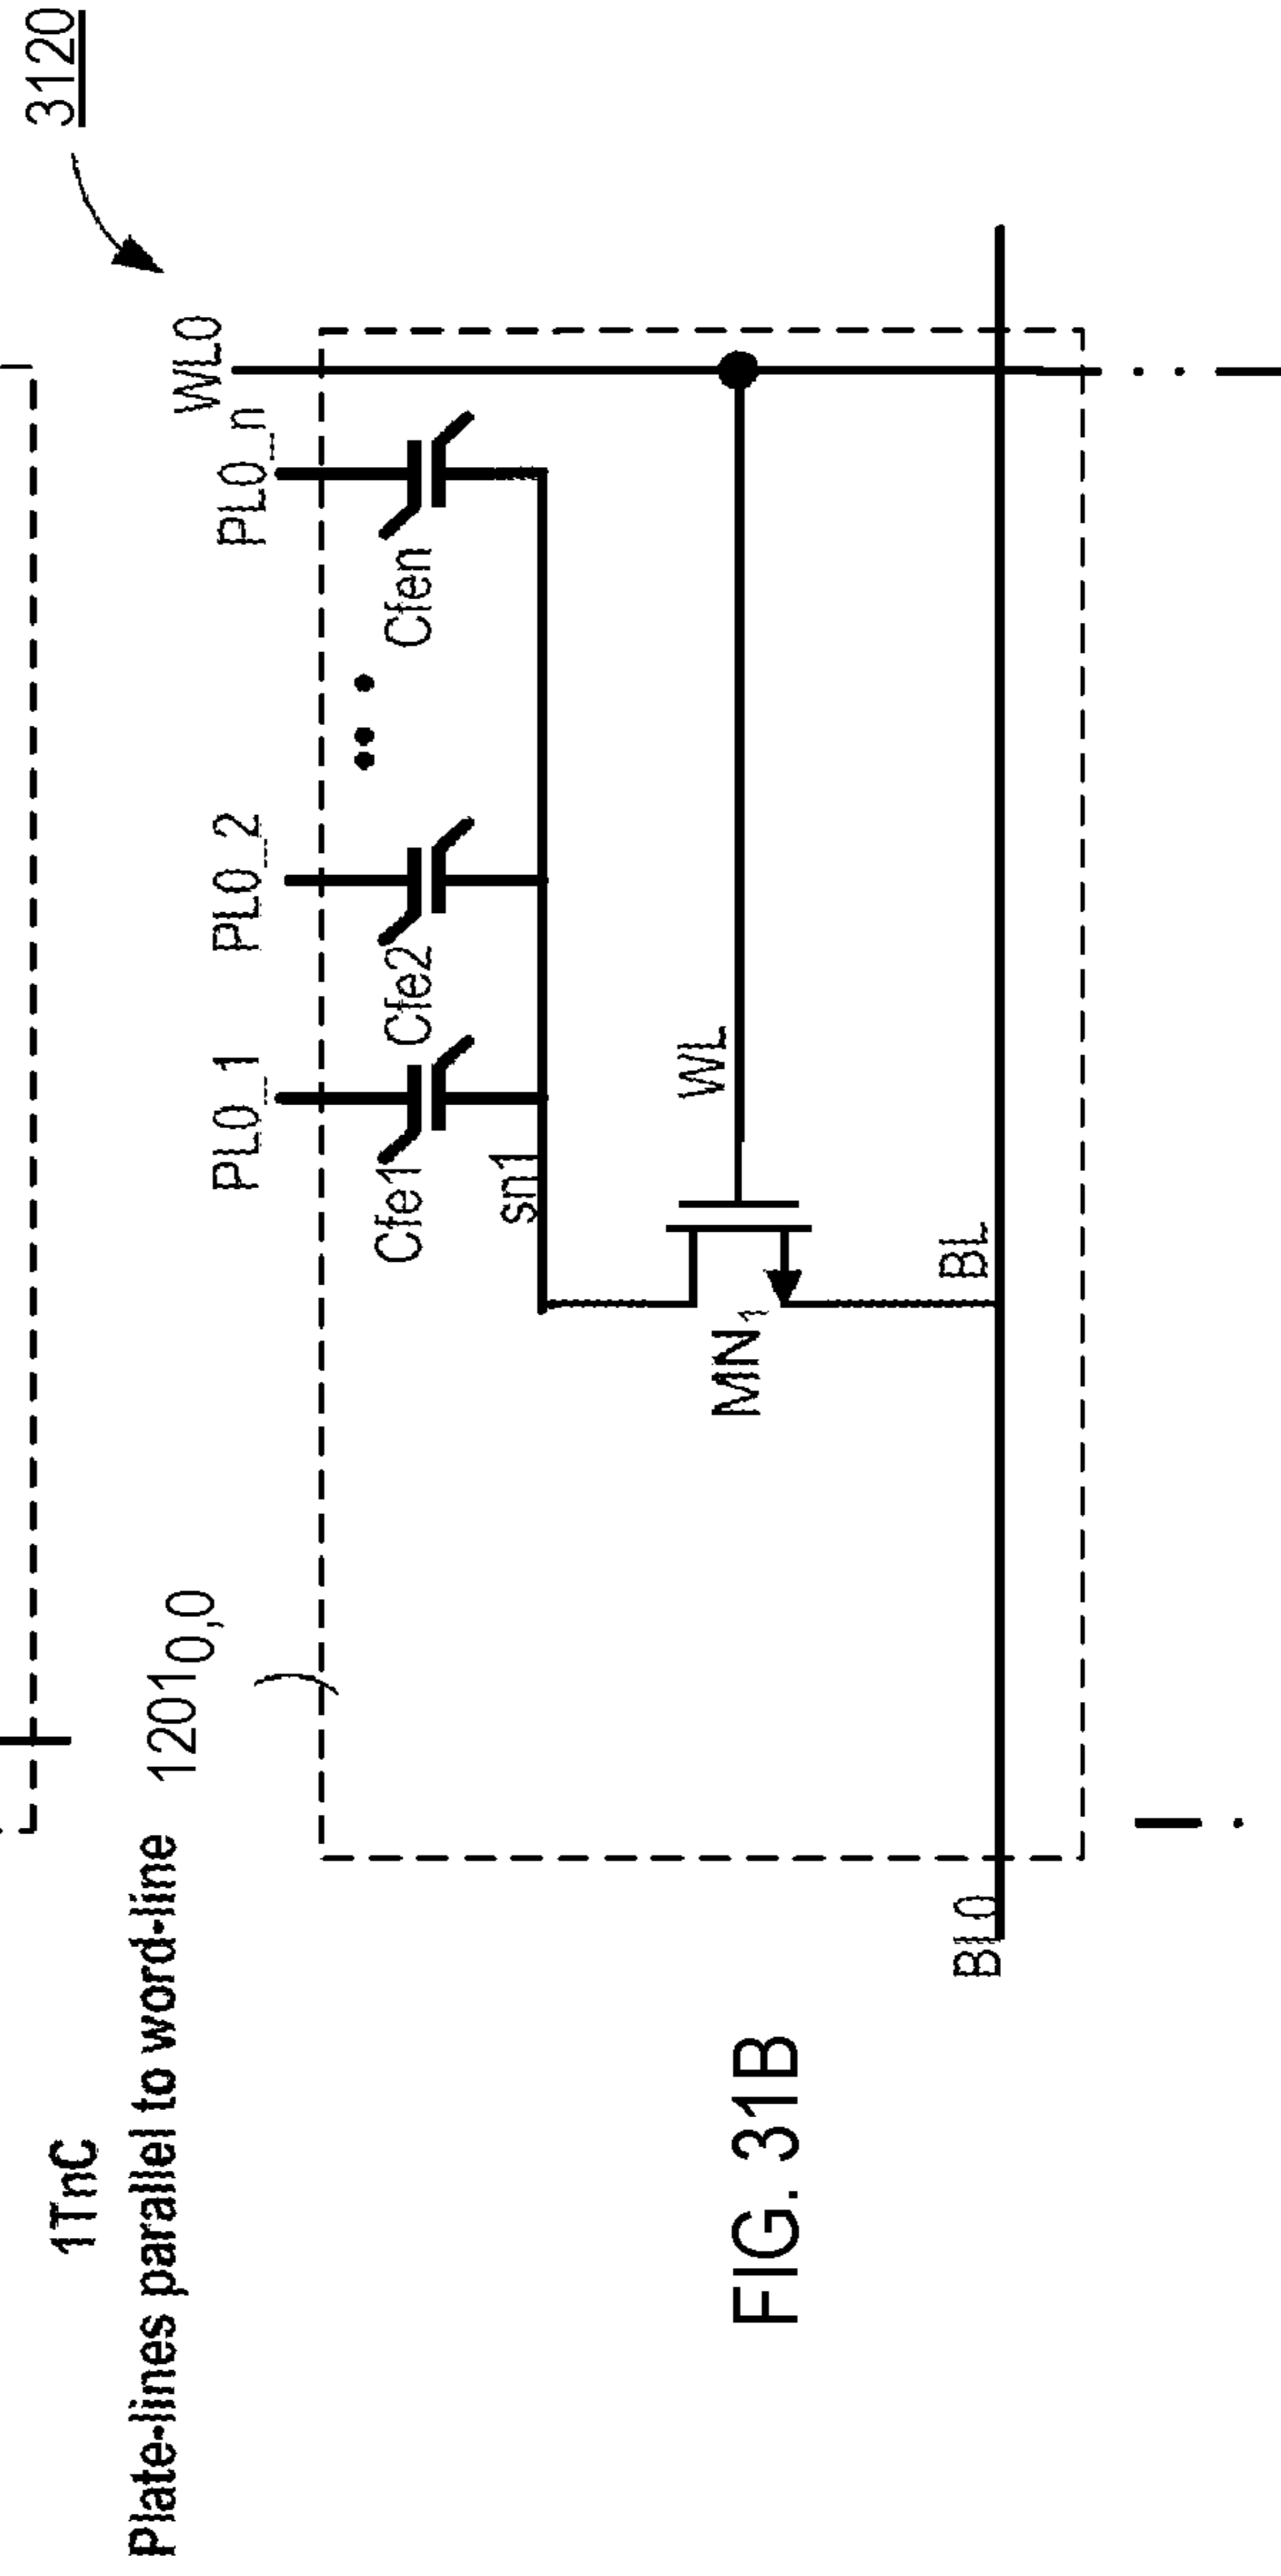 3120
1TnC
Plate-lines parallel to word-line
1201₀,₀
PL0_1
PL0_2
PL0_n
WL0
Cfe1
Cfe2
Cfen
sn1
WL
MN₁
BL
BL0
FIG. 31B